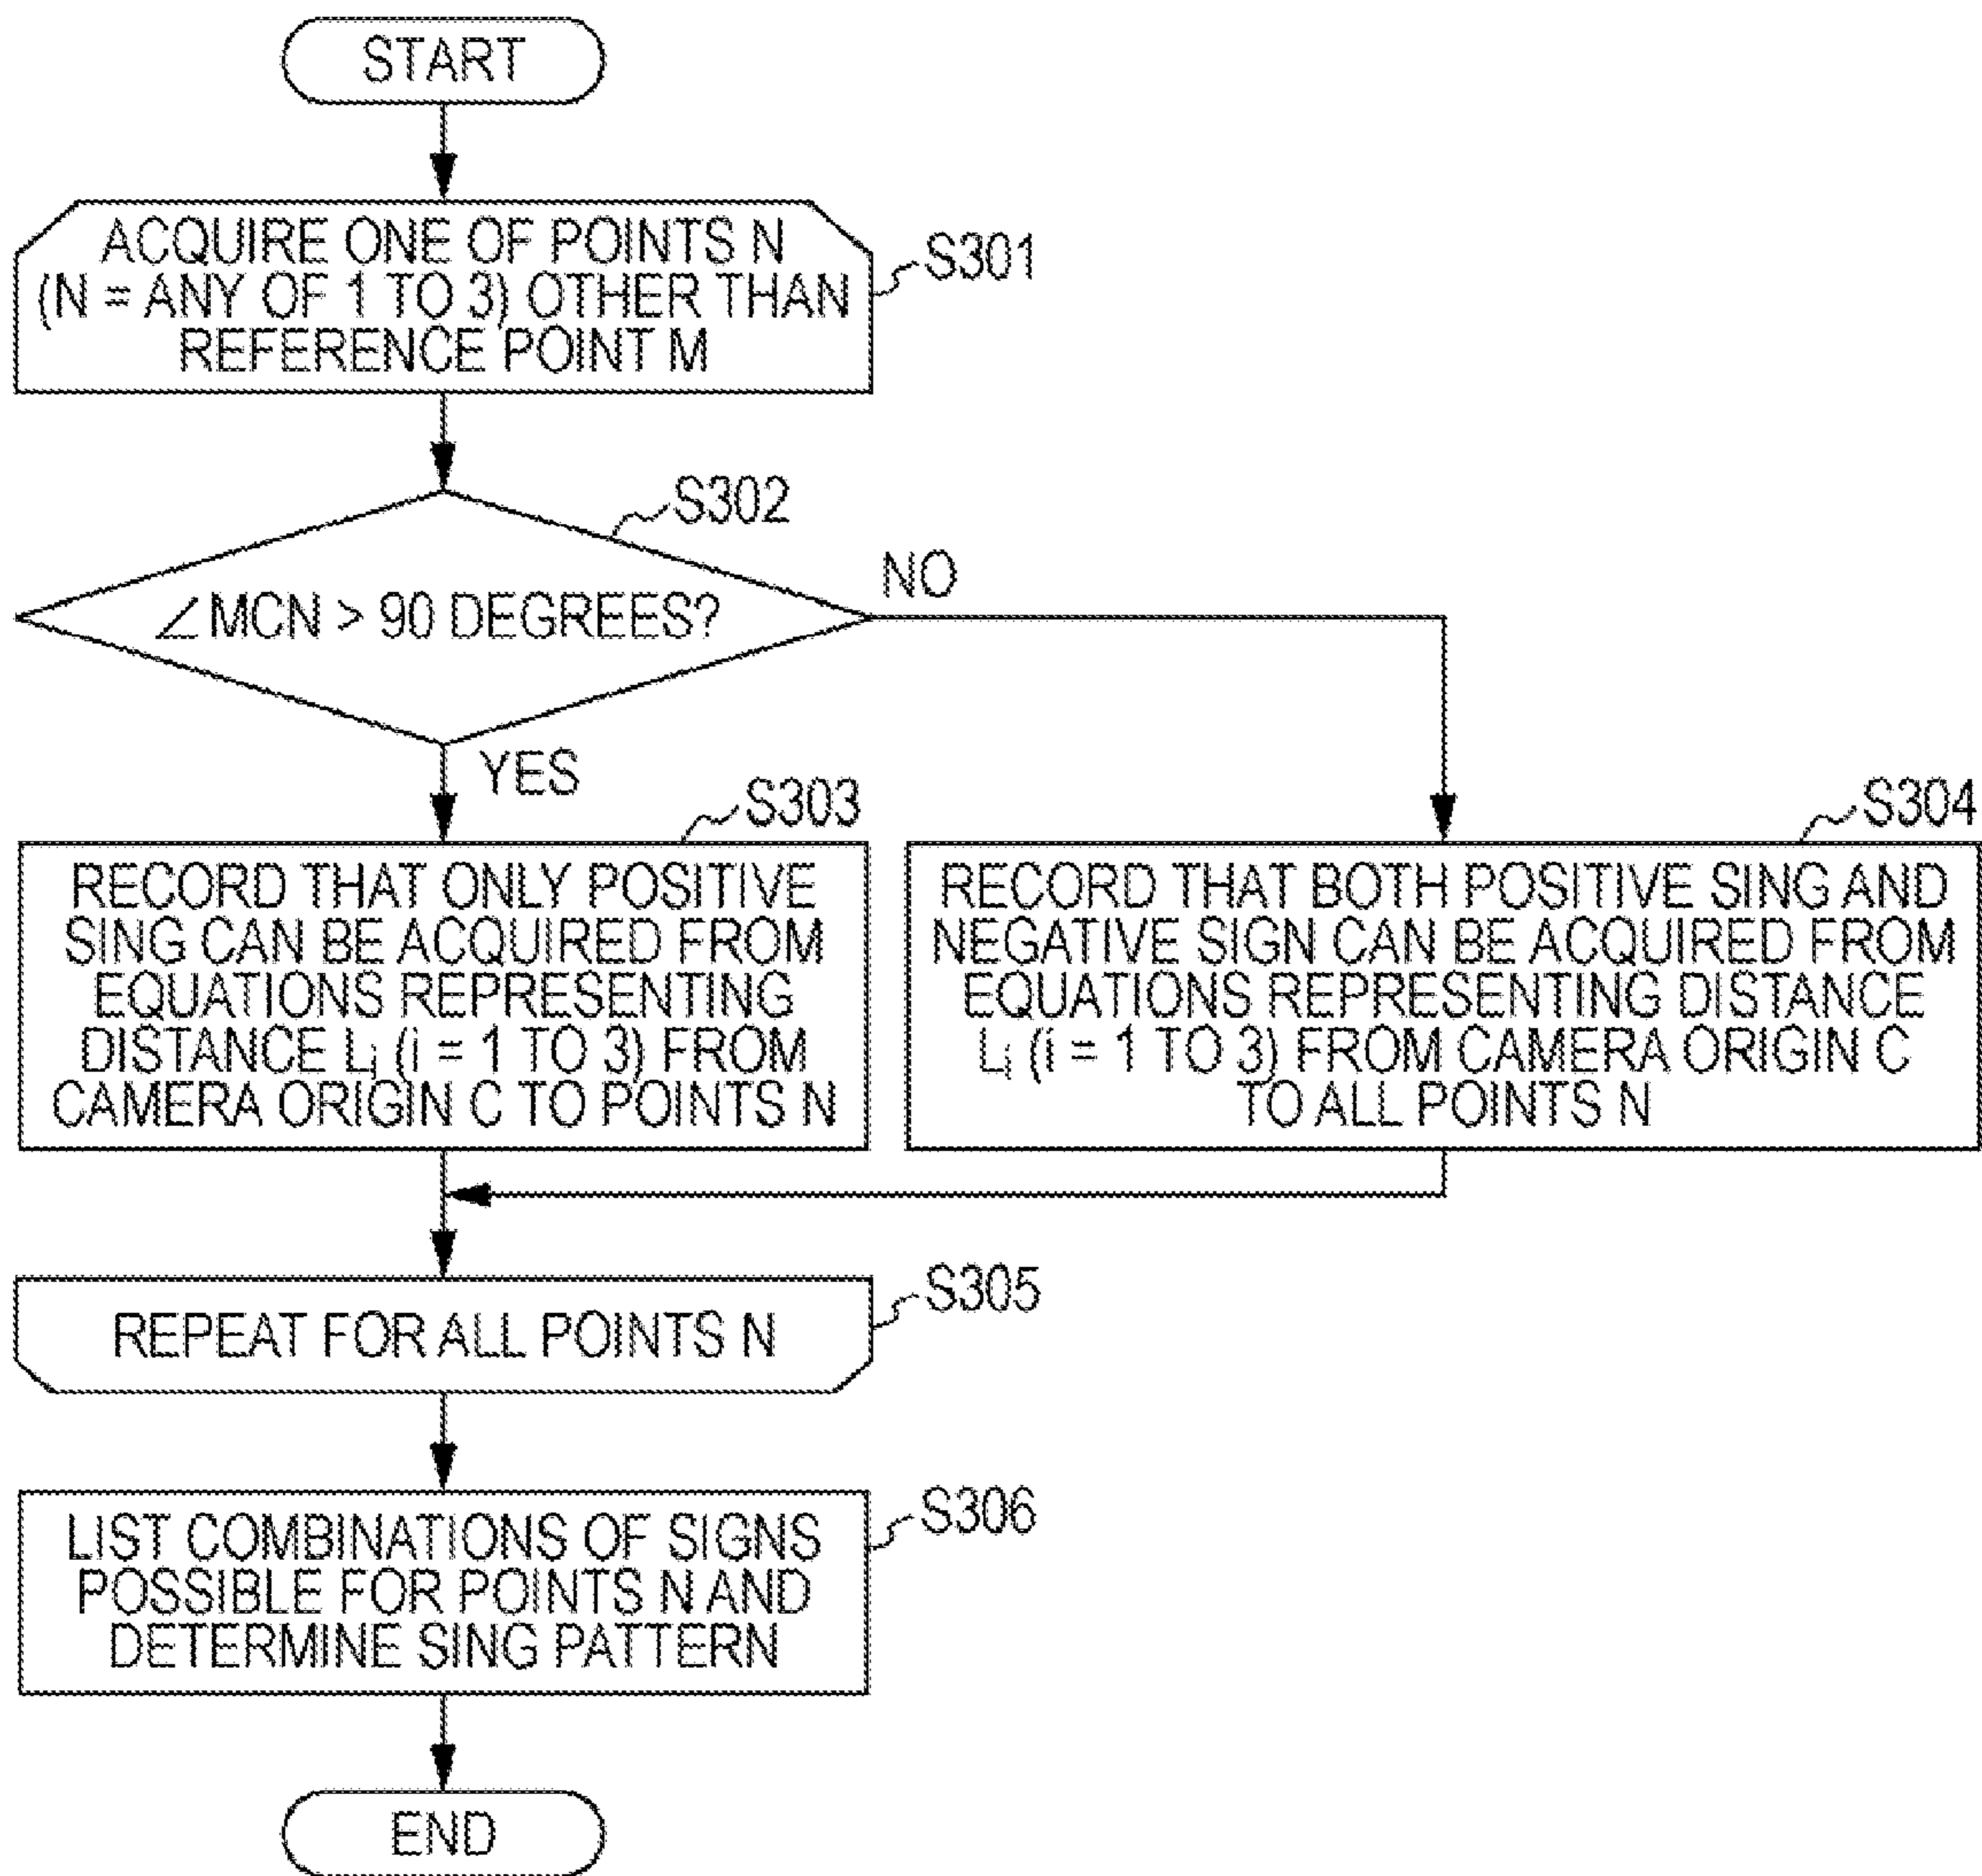 START
ACQUIRE ONE OF POINTS N
(N = ANY OF 1 TO 3) OTHER THAN
REFERENCE POINT M
S301
S302
∠MCN > 90 DEGREES?
NO
YES
S303
RECORD THAT ONLY POSITIVE
SING CAN BE ACQUIRED FROM
EQUATIONS REPRESENTING
DISTANCE Li (i = 1 TO 3) FROM
CAMERA ORIGIN C TO POINTS N
S304
RECORD THAT BOTH POSITIVE SING AND
NEGATIVE SIGN CAN BE ACQUIRED FROM
EQUATIONS REPRESENTING DISTANCE
Li (i = 1 TO 3) FROM CAMERA ORIGIN C
TO ALL POINTS N
REPEAT FOR ALL POINTS N
S305
LIST COMBINATIONS OF SIGNS
POSSIBLE FOR POINTS N AND
DETERMINE SING PATTERN
S306
END